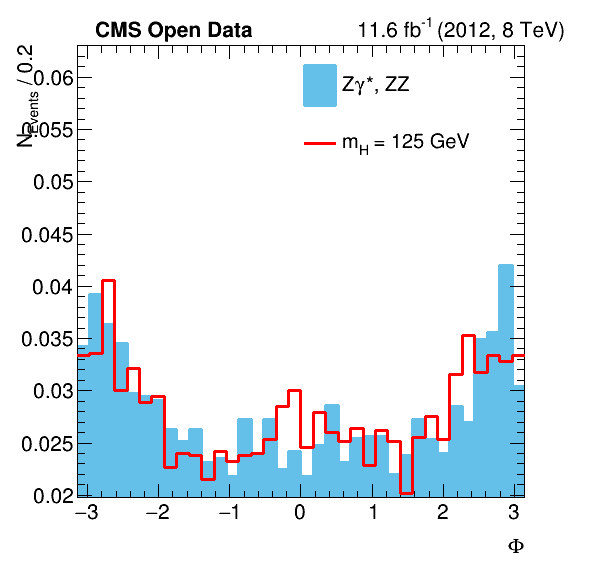 CMS Open Data 11.6 fb⁻¹ (2012, 8 TeV)
N_Events / 0.2
Zγ*, ZZ
m_H = 125 GeV
0.06
0.055
0.05
0.045
0.04
0.035
0.03
0.025
0.02
−3 −2 −1 0 1 2 3
Φ